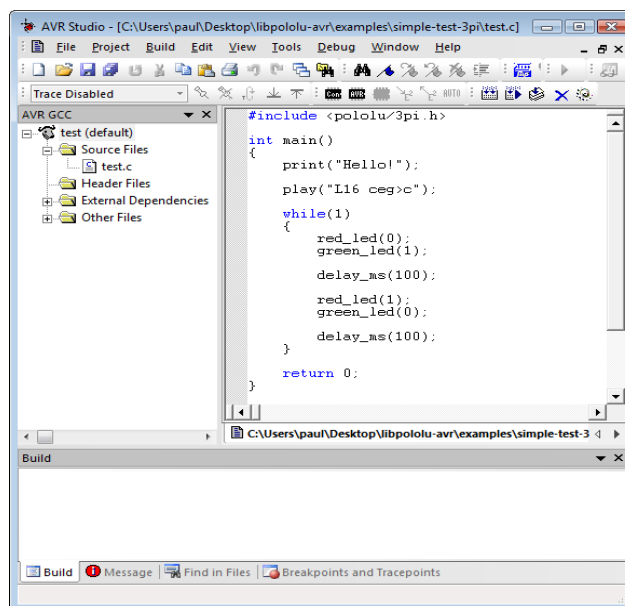 AVR Studio - [C:\Users\paul\Desktop\libpololu-avr\examples\simple-test-3pi\test.c]
File Project Build Edit View Tools Debug Window Help
Trace Disabled
Con AVR AUTO
AVR GCC
test (default)
Source Files
test.c
Header Files
External Dependencies
Other Files
#include <pololu/3pi.h>
int main()
{
print("Hello!");
play("L16 ceg>c");
while(1)
{
red_led(0);
green_led(1);
delay_ms(100);
red_led(1);
green_led(0);
delay_ms(100);
}
return 0;
}
C:\Users\paul\Desktop\libpololu-avr\examples\simple-test-3
Build
Build Message Find in Files Breakpoints and Tracepoints